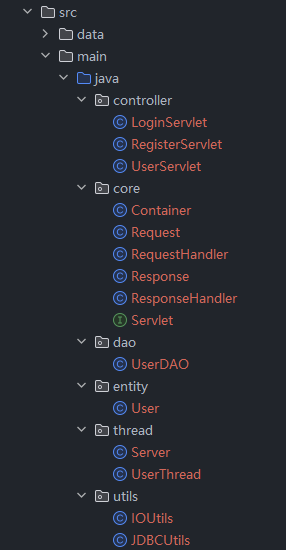 src
data
main
java
controller
LoginServlet
RegisterServlet
UserServlet
core
Container
Request
RequestHandler
Response
ResponseHandler
Servlet
dao
UserDAO
entity
User
thread
Server
UserThread
utils
IOUtils
JDBCUtils